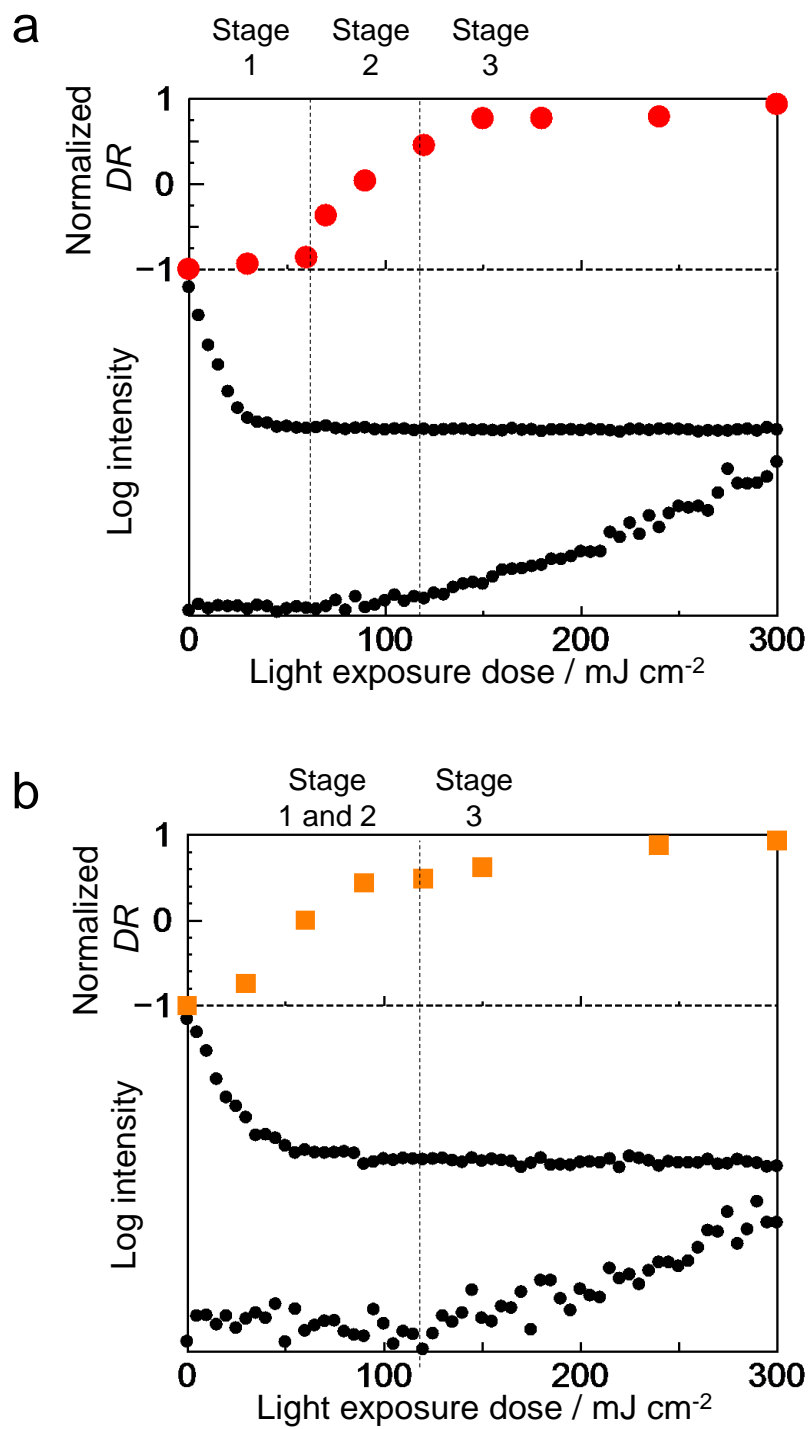 a
Stage 1
Stage 2
Stage 3
Normalized DR
1
0
−1
Log intensity
0
100
200
300
Light exposure dose / mJ cm-2
b
Stage 1 and 2
Stage 3
Normalized DR
1
0
−1
Log intensity
0
100
200
300
Light exposure dose / mJ cm-2